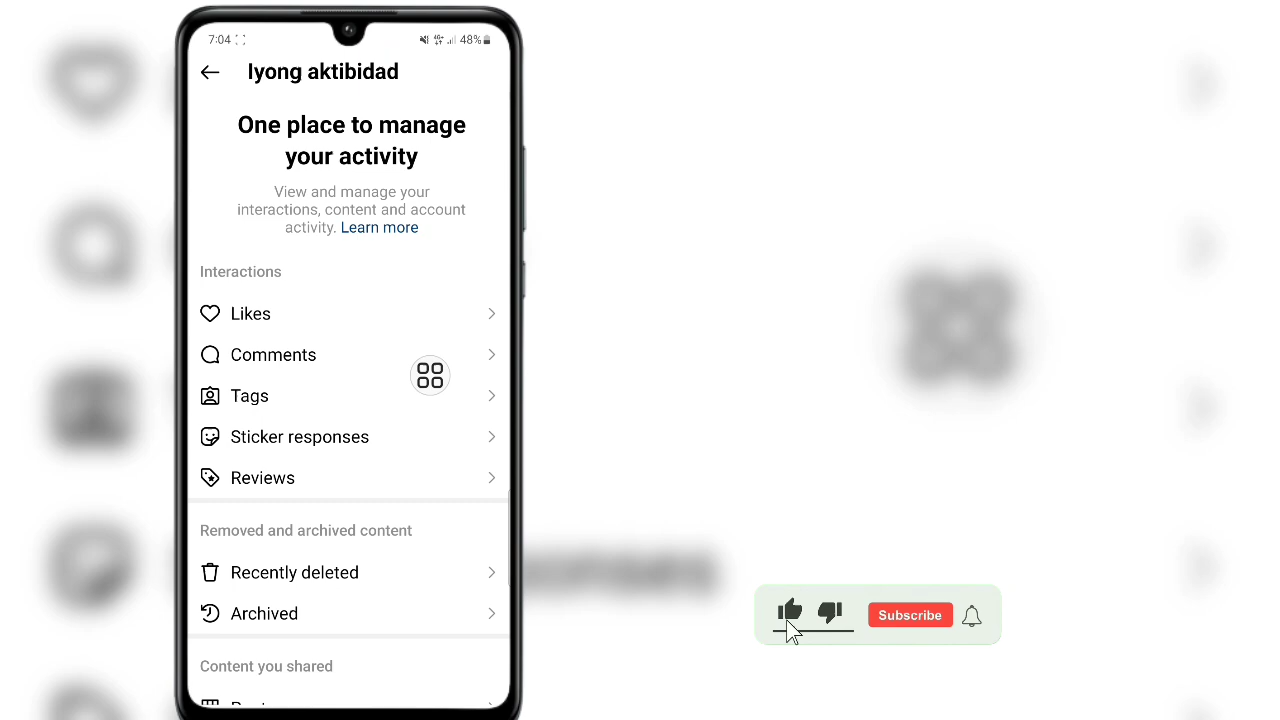 7:04
48%
Iyong aktibidad
One place to manage
your activity
View and manage your
interactions, content and account
activity. Learn more
Interactions
Likes
Comments
Tags
Sticker responses
Reviews
Removed and archived content
Recently deleted
Archived
Content you shared
Subscribe